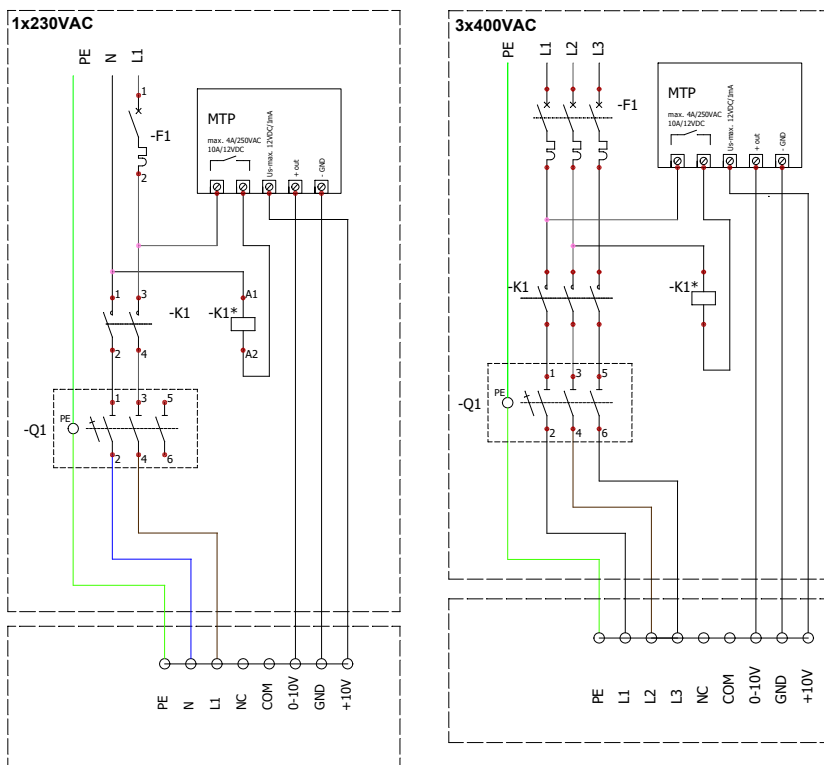 1x230VAC
PE
N
L1
1
-F1
2
MTP
max. 4A/250VAC
10A/12VDC
Us-max. 12VDC/1mA
+ out
- GND
1
3
-K1
-K1*
A1
2
4
A2
1
3
5
PE
-Q1
2
4
6
PE
N
L1
NC
COM
0-10V
GND
+10V
3x400VAC
PE
L1
L2
L3
-F1
MTP
max. 4A/250VAC
10A/12VDC
Us-max. 12VDC/1mA
+ out
- GND
-K1
-K1*
1
3
5
PE
-Q1
2
4
6
PE
L1
L2
L3
NC
COM
0-10V
GND
+10V